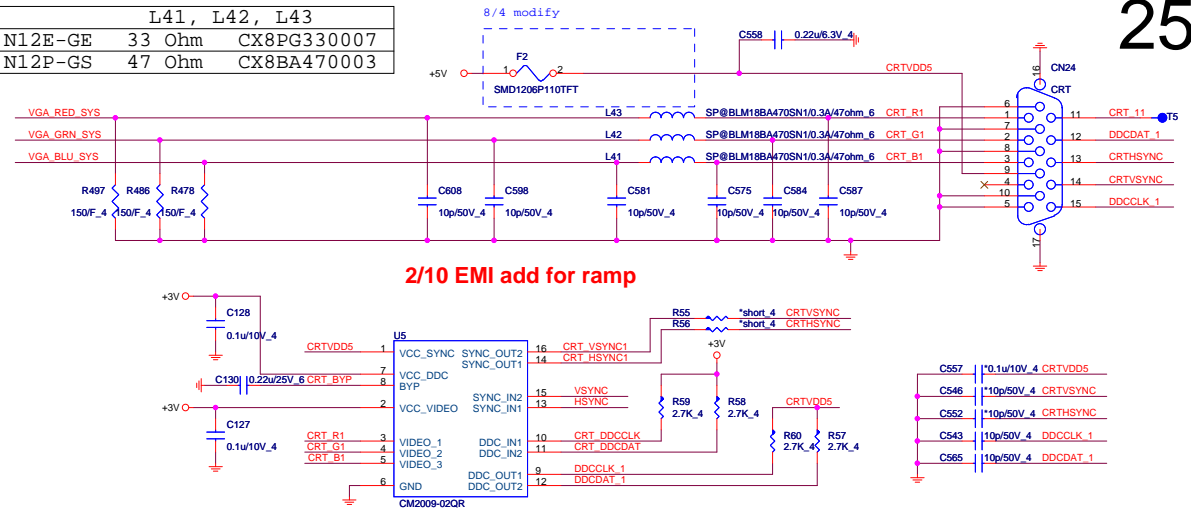 L41, L42, L43
N12E-GE 33 Ohm CX8PG330007
N12P-GS 47 Ohm CX8BA470003
8/4 modify
25
+5V
1 F2 2
SMD1206P110TFT
C558 0.22u/6.3V_4
CRTVDD5
16
CN24
CRT
VGA_RED_SYS
L43 SP@BLM18BA470SN1/0.3A/47ohm_6 CRT_R1
VGA_GRN_SYS
L42 SP@BLM18BA470SN1/0.3A/47ohm_6 CRT_G1
VGA_BLU_SYS
L41 SP@BLM18BA470SN1/0.3A/47ohm_6 CRT_B1
6
1
7
2
8
3
9
4
10
5
11 CRT_11 T5
12 DDCDAT_1
13 CRTHSYNC
14 CRTVSYNC
15 DDCCLK_1
17
R497 R486 R478
150/F_4 150/F_4 150/F_4
C608 C598 C581 C575 C584 C587
10p/50V_4 10p/50V_4 10p/50V_4 10p/50V_4 10p/50V_4 10p/50V_4
2/10 EMI add for ramp
+3V
C128
0.1u/10V_4
CRTVDD5
C130 0.22u/25V_6 CRT_BYP
+3V
C127
0.1u/10V_4
CRT_R1
CRT_G1
CRT_B1
U5
1 VCC_SYNC SYNC_OUT2 16 CRT_VSYNC1
SYNC_OUT1 14 CRT_HSYNC1
7 VCC_DDC
8 BYP
SYNC_IN2 15 VSYNC
2 VCC_VIDEO SYNC_IN1 13 HSYNC
3 VIDEO_1 DDC_IN1 10 CRT_DDCCLK
4 VIDEO_2 DDC_IN2 11 CRT_DDCDAT
5 VIDEO_3
DDC_OUT1 9 DDCCLK_1
6 GND DDC_OUT2 12 DDCDAT_1
CM2009-02QR
R55 *short_4 CRTVSYNC
R56 *short_4 CRTHSYNC
+3V
R59 R58
2.7K_4 2.7K_4
CRTVDD5
R60 R57
2.7K_4 2.7K_4
C557 *0.1u/10V_4 CRTVDD5
C546 *10p/50V_4 CRTVSYNC
C552 *10p/50V_4 CRTHSYNC
C543 10p/50V_4 DDCCLK_1
C565 10p/50V_4 DDCDAT_1